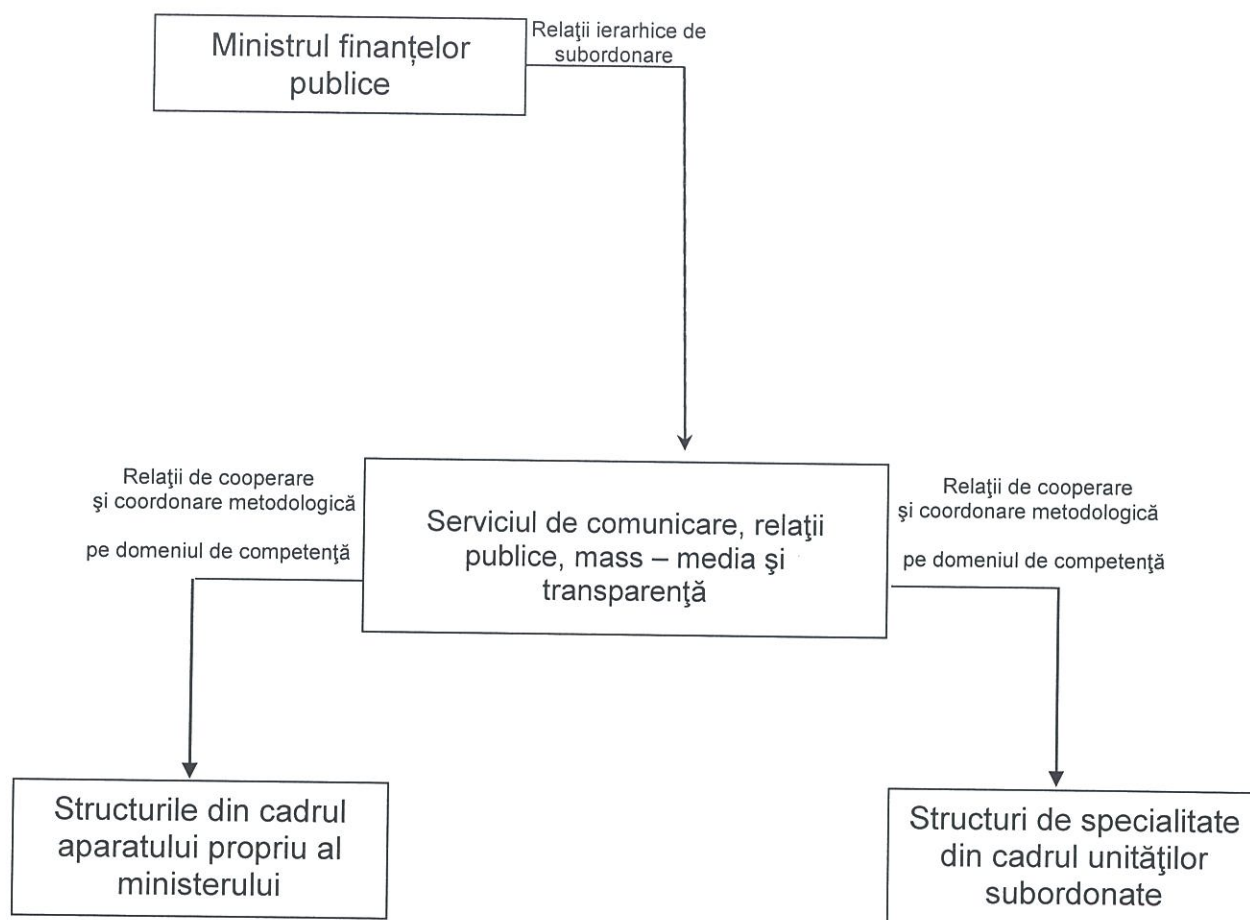 Ministrul finanțelor
publice
Relaţii ierarhice de
subordonare
Relaţii de cooperare
şi coordonare metodologică
pe domeniul de competenţă
Serviciul de comunicare, relaţii
publice, mass – media şi
transparenţă
Relaţii de cooperare
şi coordonare metodologică
pe domeniul de competenţă
Structurile din cadrul
aparatului propriu al
ministerului
Structuri de specialitate
din cadrul unităţilor
subordonate